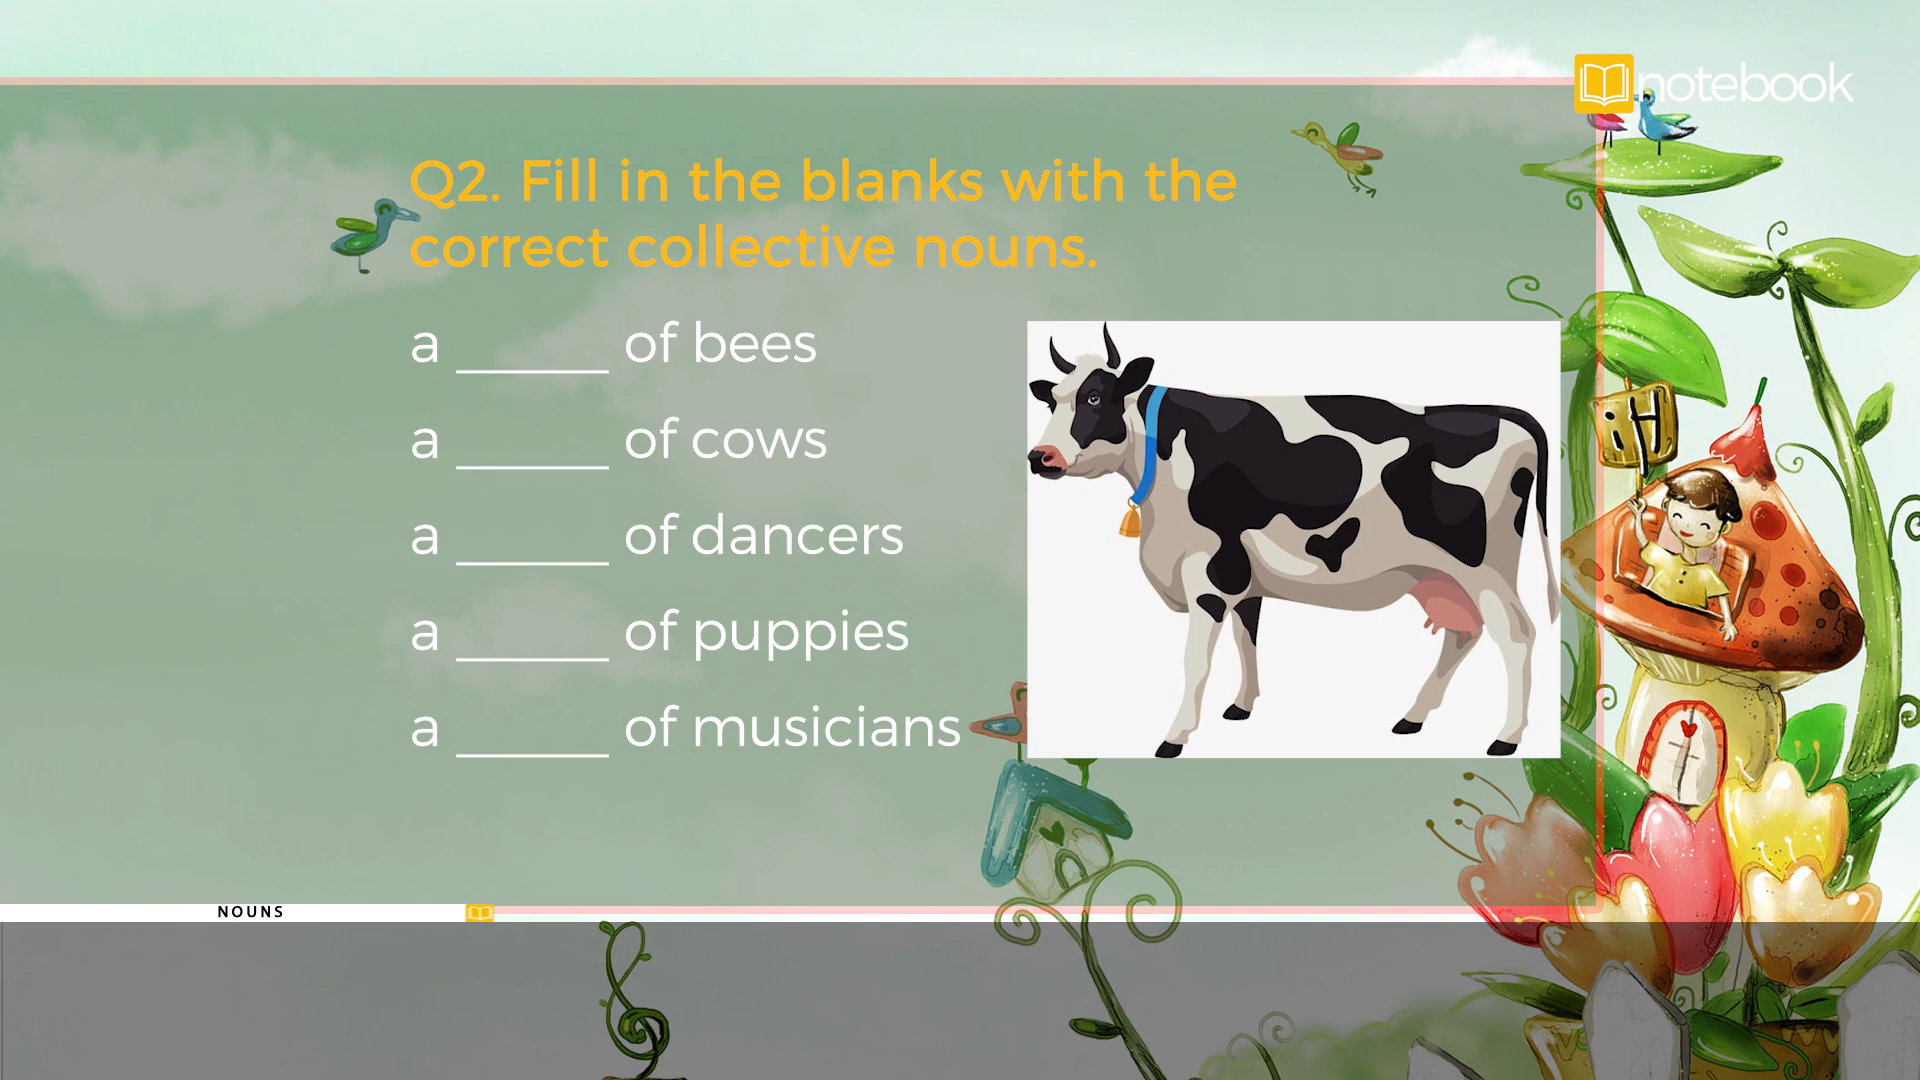 notebook
Q2. Fill in the blanks with the
correct collective nouns.
a ______ of bees
a ______ of cows
a ______ of dancers
a ______ of puppies
a ______ of musicians
NOUNS